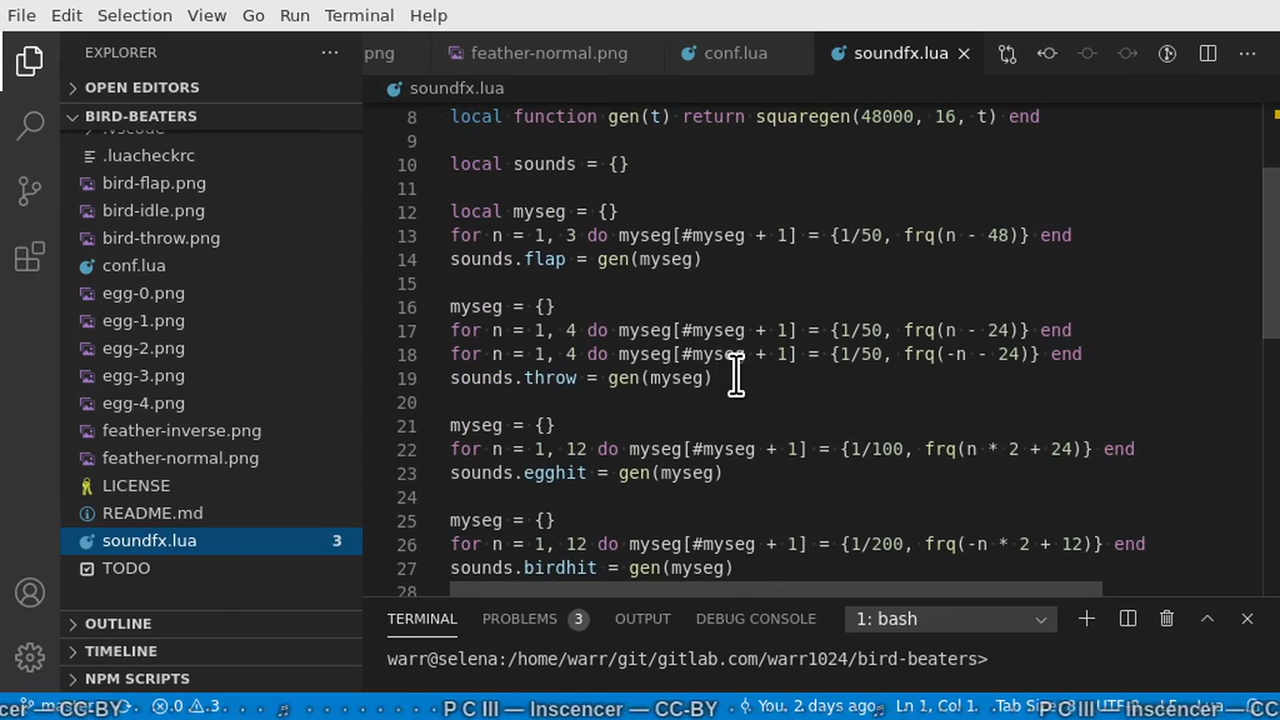 File Edit Selection View Go Run Terminal Help
EXPLORER
png feather-normal.png conf.lua soundfx.lua
OPEN EDITORS
soundfx.lua
BIRD-BEATERS
.vscode
.luacheckrc
bird-flap.png
bird-idle.png
bird-throw.png
conf.lua
egg-0.png
egg-1.png
egg-2.png
egg-3.png
egg-4.png
feather-inverse.png
feather-normal.png
LICENSE
README.md
soundfx.lua 3
TODO
OUTLINE
TIMELINE
NPM SCRIPTS
8 local function gen(t) return squaregen(48000, 16, t) end
9
10 local sounds = {}
11
12 local myseg = {}
13 for n = 1, 3 do myseg[#myseg + 1] = {1/50, frq(n - 48)} end
14 sounds.flap = gen(myseg)
15
16 myseg = {}
17 for n = 1, 4 do myseg[#myseg + 1] = {1/50, frq(n - 24)} end
18 for n = 1, 4 do myseg[#myseg + 1] = {1/50, frq(-n - 24)} end
19 sounds.throw = gen(myseg)
20
21 myseg = {}
22 for n = 1, 12 do myseg[#myseg + 1] = {1/100, frq(n * 2 + 24)} end
23 sounds.egghit = gen(myseg)
24
25 myseg = {}
26 for n = 1, 12 do myseg[#myseg + 1] = {1/200, frq(-n * 2 + 12)} end
27 sounds.birdhit = gen(myseg)
28
TERMINAL PROBLEMS 3 OUTPUT DEBUG CONSOLE 1: bash
warr@selena:/home/warr/git/gitlab.com/warr1024/bird-beaters>
0 3 You, 2 days ago Ln 1, Col 1
cer — CC-BY P C III — Inscencer — CC-BY P C III — Inscencer — CC-BY